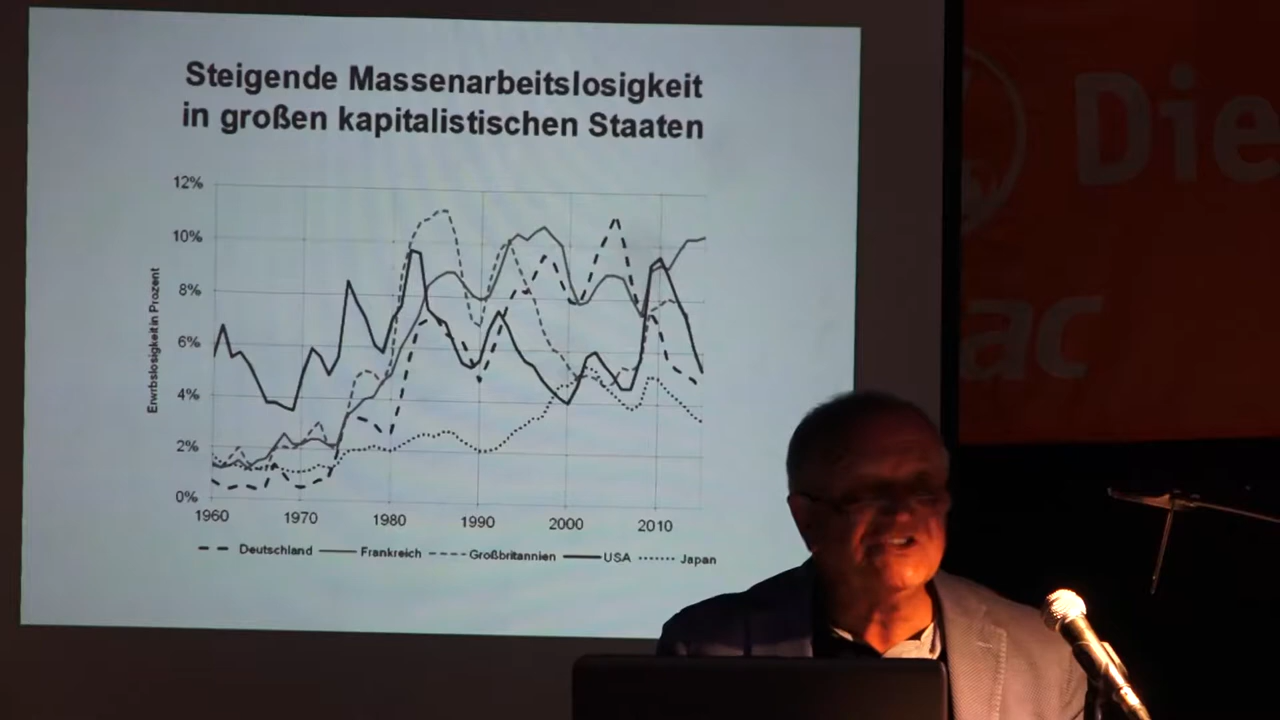 Steigende Massenarbeitslosigkeit
in großen kapitalistischen Staaten
12%
10%
8%
6%
4%
2%
0%
Erwrbslosigkeit in Prozent
1960 1970 1980 1990 2000 2010
Deutschland Frankreich Großbritannien USA Japan
Die
ac